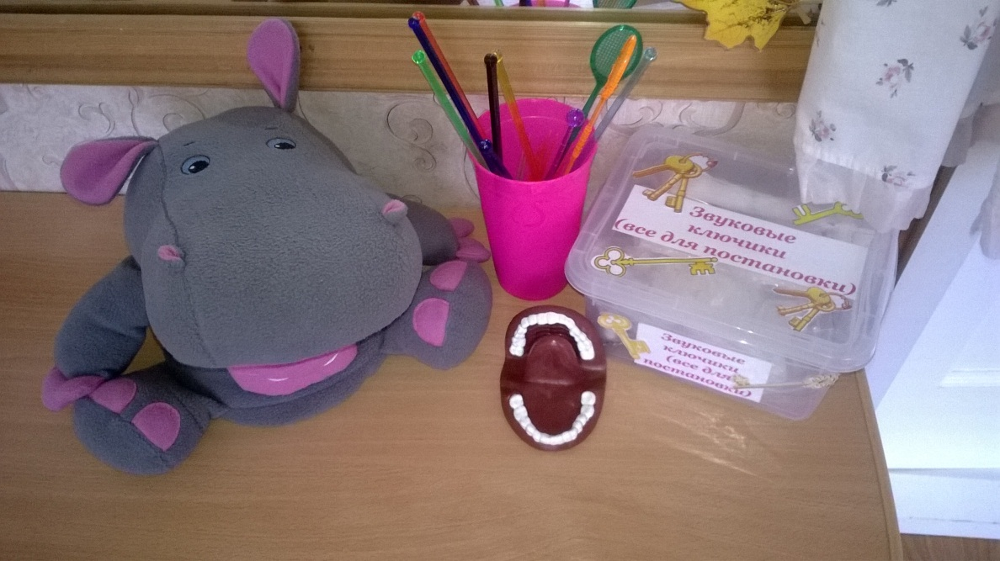 Звуковые
ключики
(все для постановки)
Звуковые
ключики
(все для
постановки)